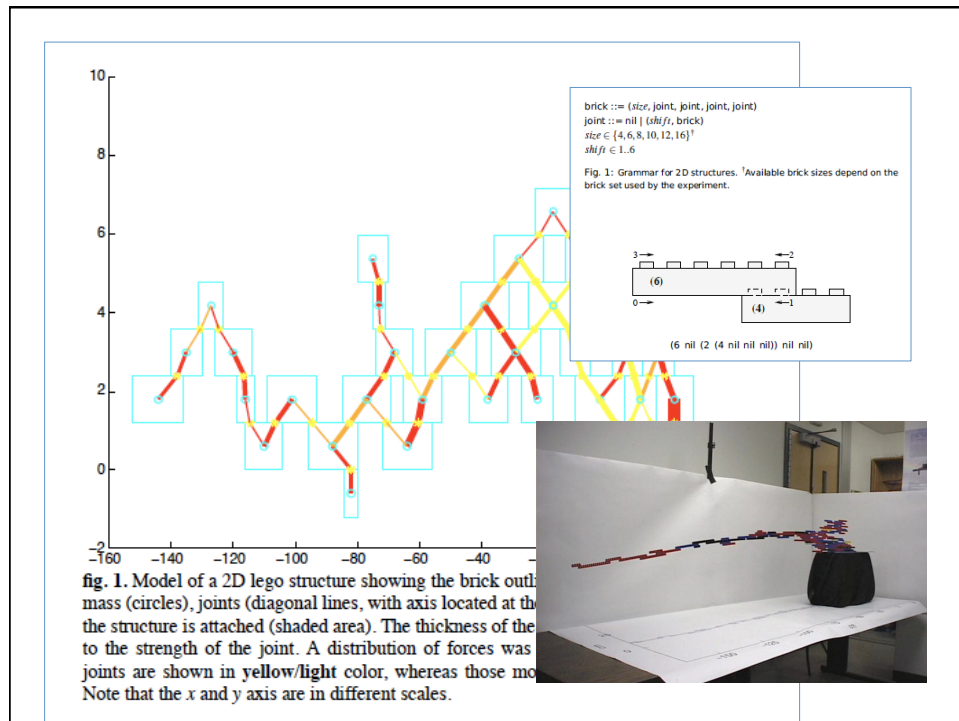 10
8
6
4
2
0
−2
−160 −140 −120 −100 −80 −60 −40
brick ::= (size, joint, joint, joint, joint)
joint ::= nil | (shift, brick)
size ∈ {4, 6, 8, 10, 12, 16}†
shift ∈ 1..6
Fig. 1: Grammar for 2D structures. †Available brick sizes depend on the
brick set used by the experiment.
3 2
(6)
0 (4) 1
(6 nil (2 (4 nil nil nil)) nil nil)
fig. 1. Model of a 2D lego structure showing the brick outli
mass (circles), joints (diagonal lines, with axis located at the
the structure is attached (shaded area). The thickness of the
to the strength of the joint. A distribution of forces was
joints are shown in yellow/light color, whereas those mo
Note that the x and y axis are in different scales.